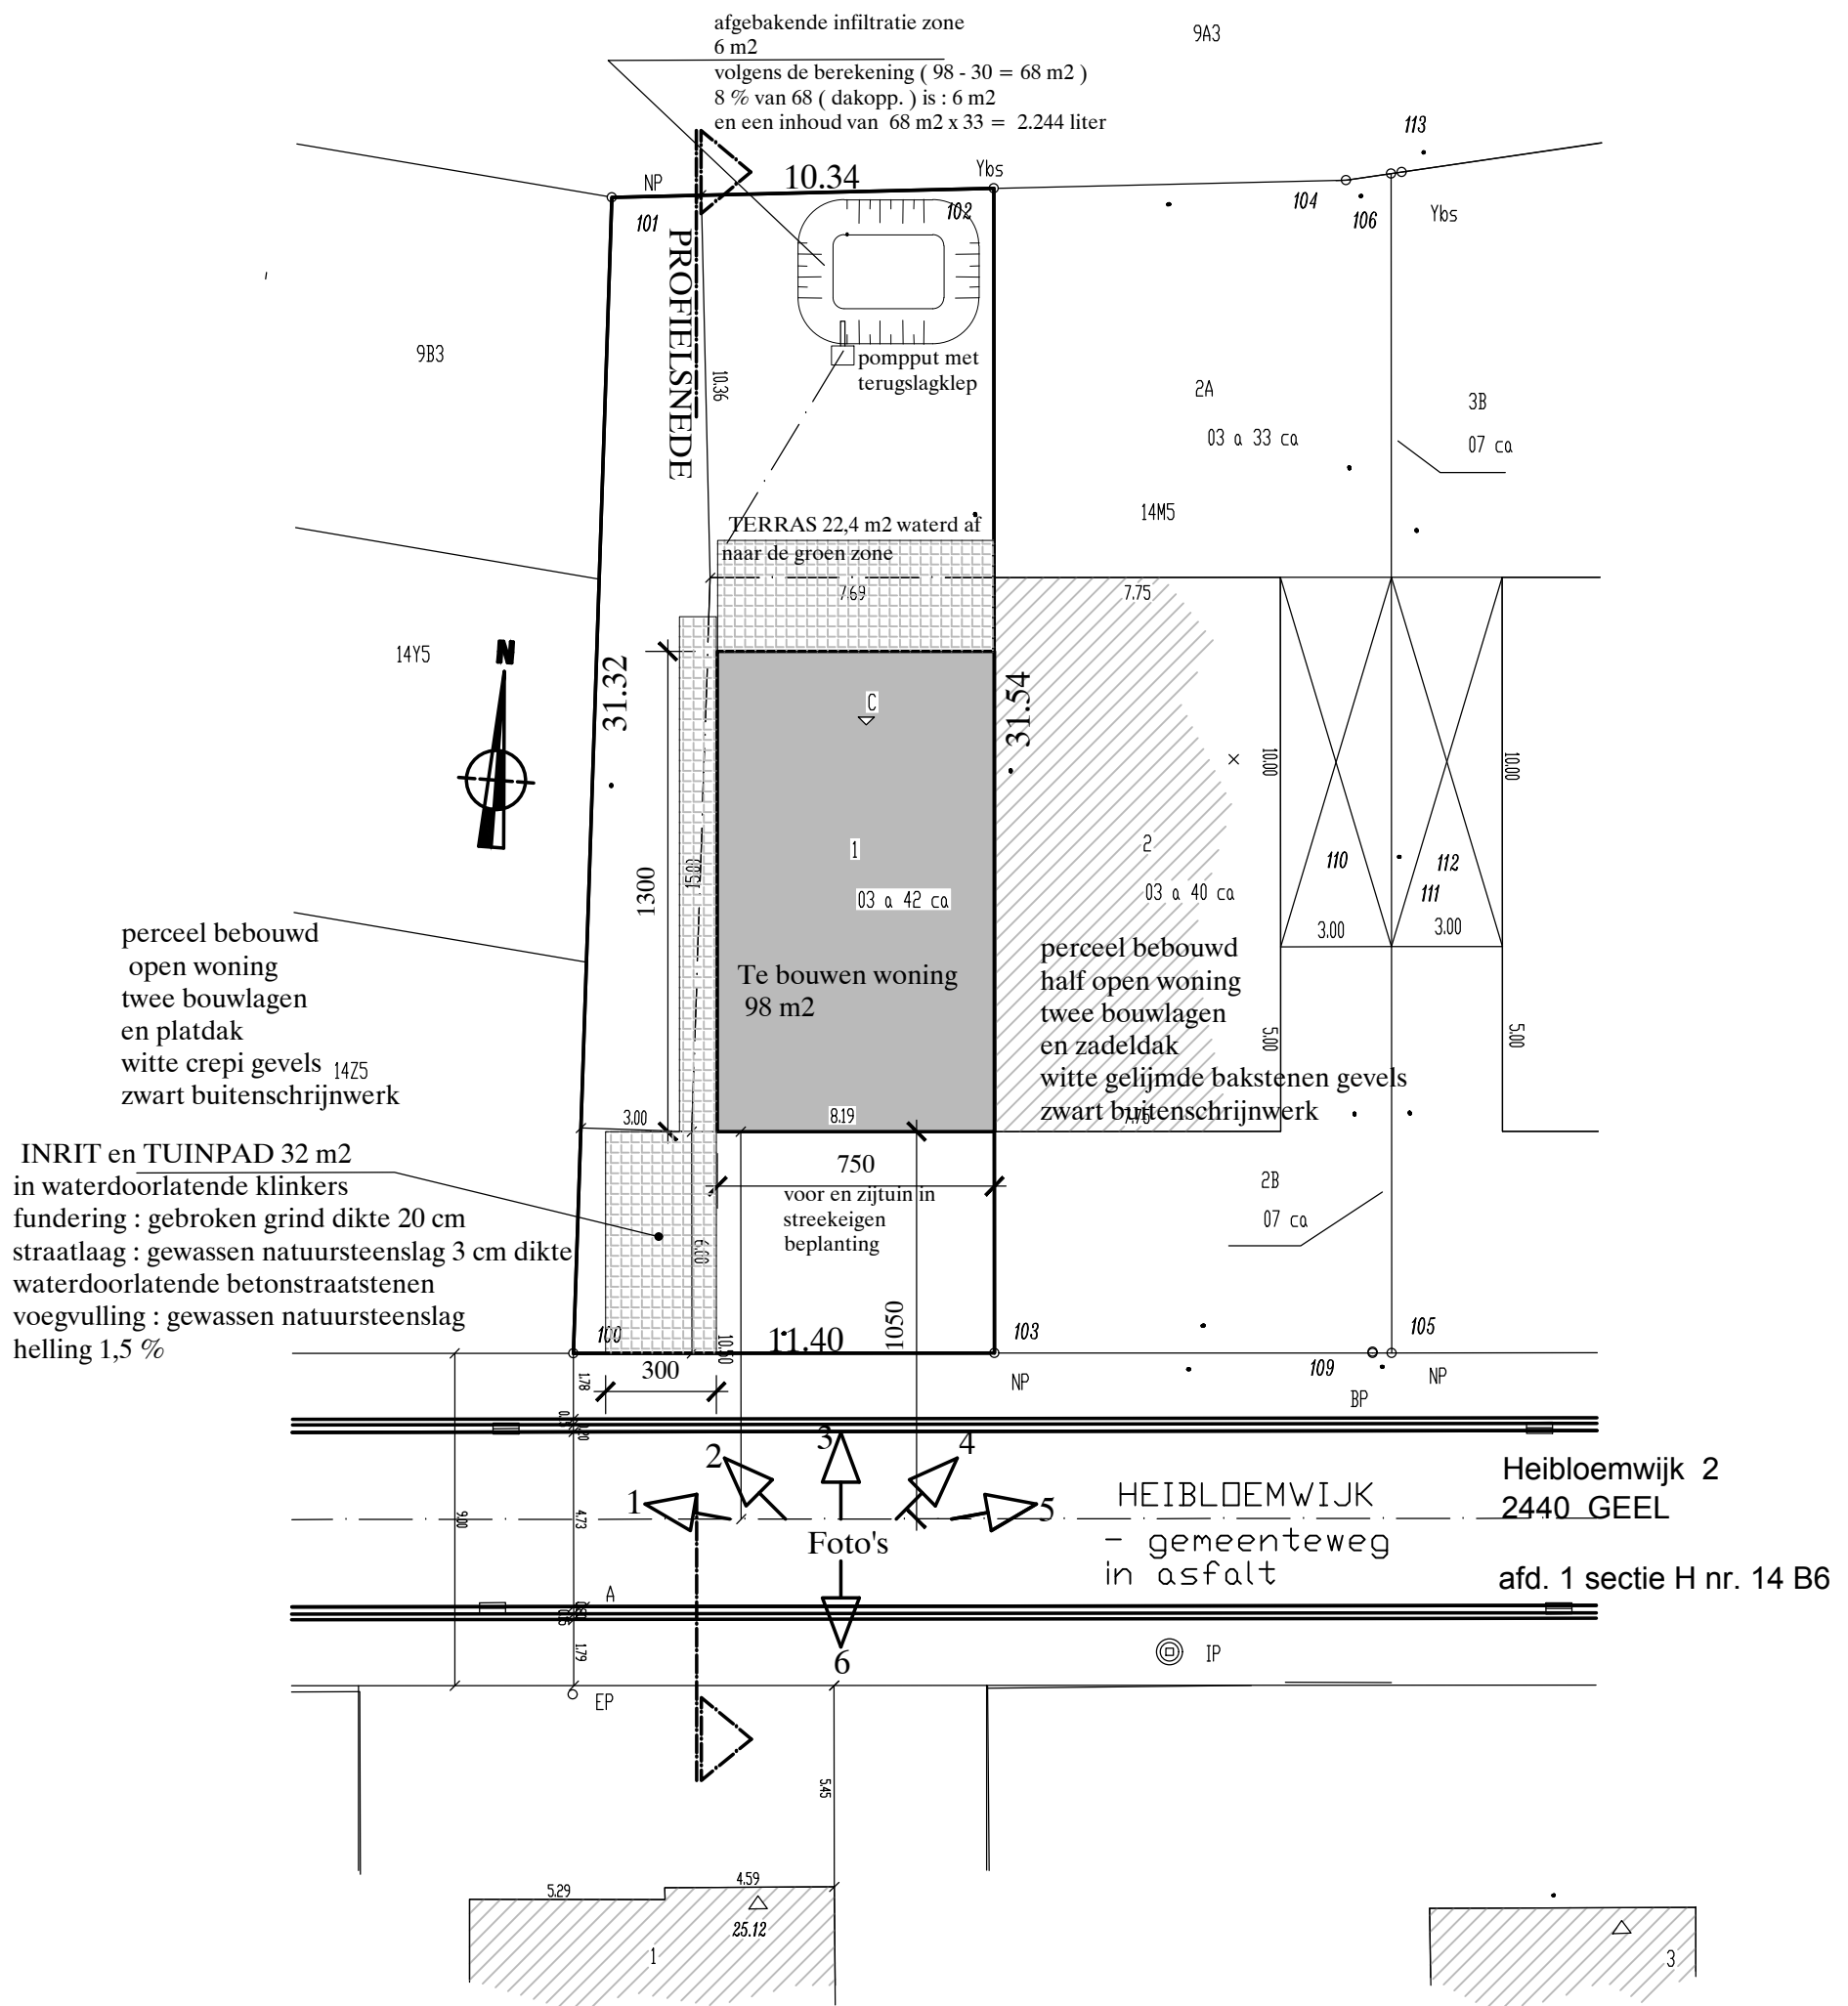 afgebakende infiltratie zone
6 m2
volgens de berekening ( 98 - 30 = 68 m2 )
8 % van 68 ( dakopp. ) is : 6 m2
en een inhoud van 68 m2 x 33 = 2.244 liter
9A3
113
NP
10.34
Ybs
101
102
104
106
Ybs
PROFIELSNEDE
10.36
9B3
pompput met
terugslagklep
2A
03 a 33 ca
3B
07 ca
14M5
TERRAS 22,4 m2 waterd af
naar de groen zone
7.69
7.75
14Y5
N
31.32
31.54
C
10.00
10.00
1300
15.00
1
03 a 42 ca
2
03 a 40 ca
110
112
111
3.00
3.00
perceel bebouwd
open woning
twee bouwlagen
en platdak
witte crepi gevels
zwart buitenschrijnwerk
14Z5
Te bouwen woning
98 m2
perceel bebouwd
half open woning
twee bouwlagen
en zadeldak
witte gelijmde bakstenen gevels
zwart buitenschrijnwerk
5.00
5.00
3.00
8.19
7.75
INRIT en TUINPAD 32 m2
in waterdoorlatende klinkers
fundering : gebroken grind dikte 20 cm
straatlaag : gewassen natuursteenslag 3 cm dikte
waterdoorlatende betonstraatstenen
voegvulling : gewassen natuursteenslag
helling 1,5 %
750
voor en zijtuin in
streekeigen
beplanting
6.00
2B
07 ca
100
10.50
11.40
1050
103
105
109
300
NP
NP
BP
1.78
2
3
4
1
5
Foto's
9.00
4.73
HEIBLOEMWIJK
- gemeenteweg
in asfalt
Heibloemwijk 2
2440 GEEL
afd. 1 sectie H nr. 14 B6
A
1.79
6
IP
EP
5.45
5.29
4.59
25.12
1
3